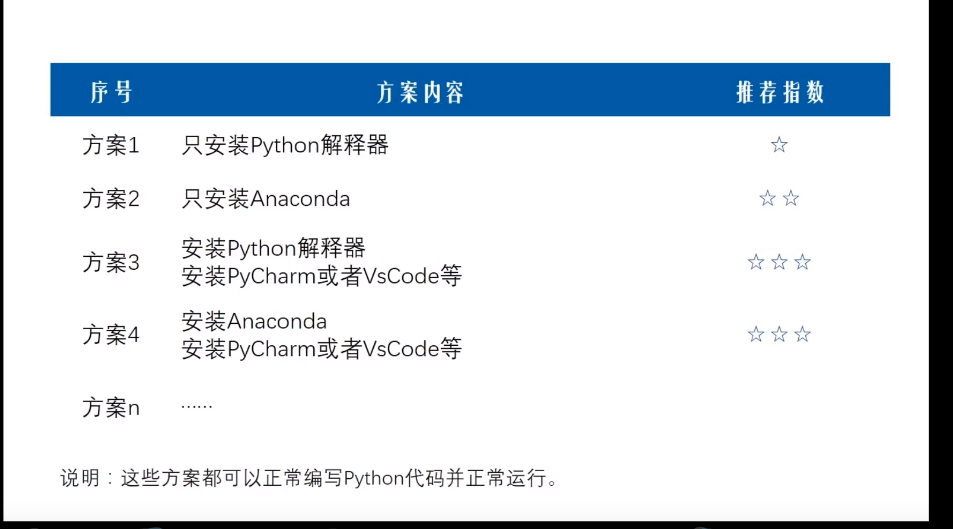 序号 方案内容 推荐指数
方案1 只安装Python解释器 ☆
方案2 只安装Anaconda ☆☆
方案3 安装Python解释器
安装PyCharm或者VsCode等 ☆☆☆
方案4 安装Anaconda
安装PyCharm或者VsCode等 ☆☆☆
方案n ……
说明：这些方案都可以正常编写Python代码并正常运行。